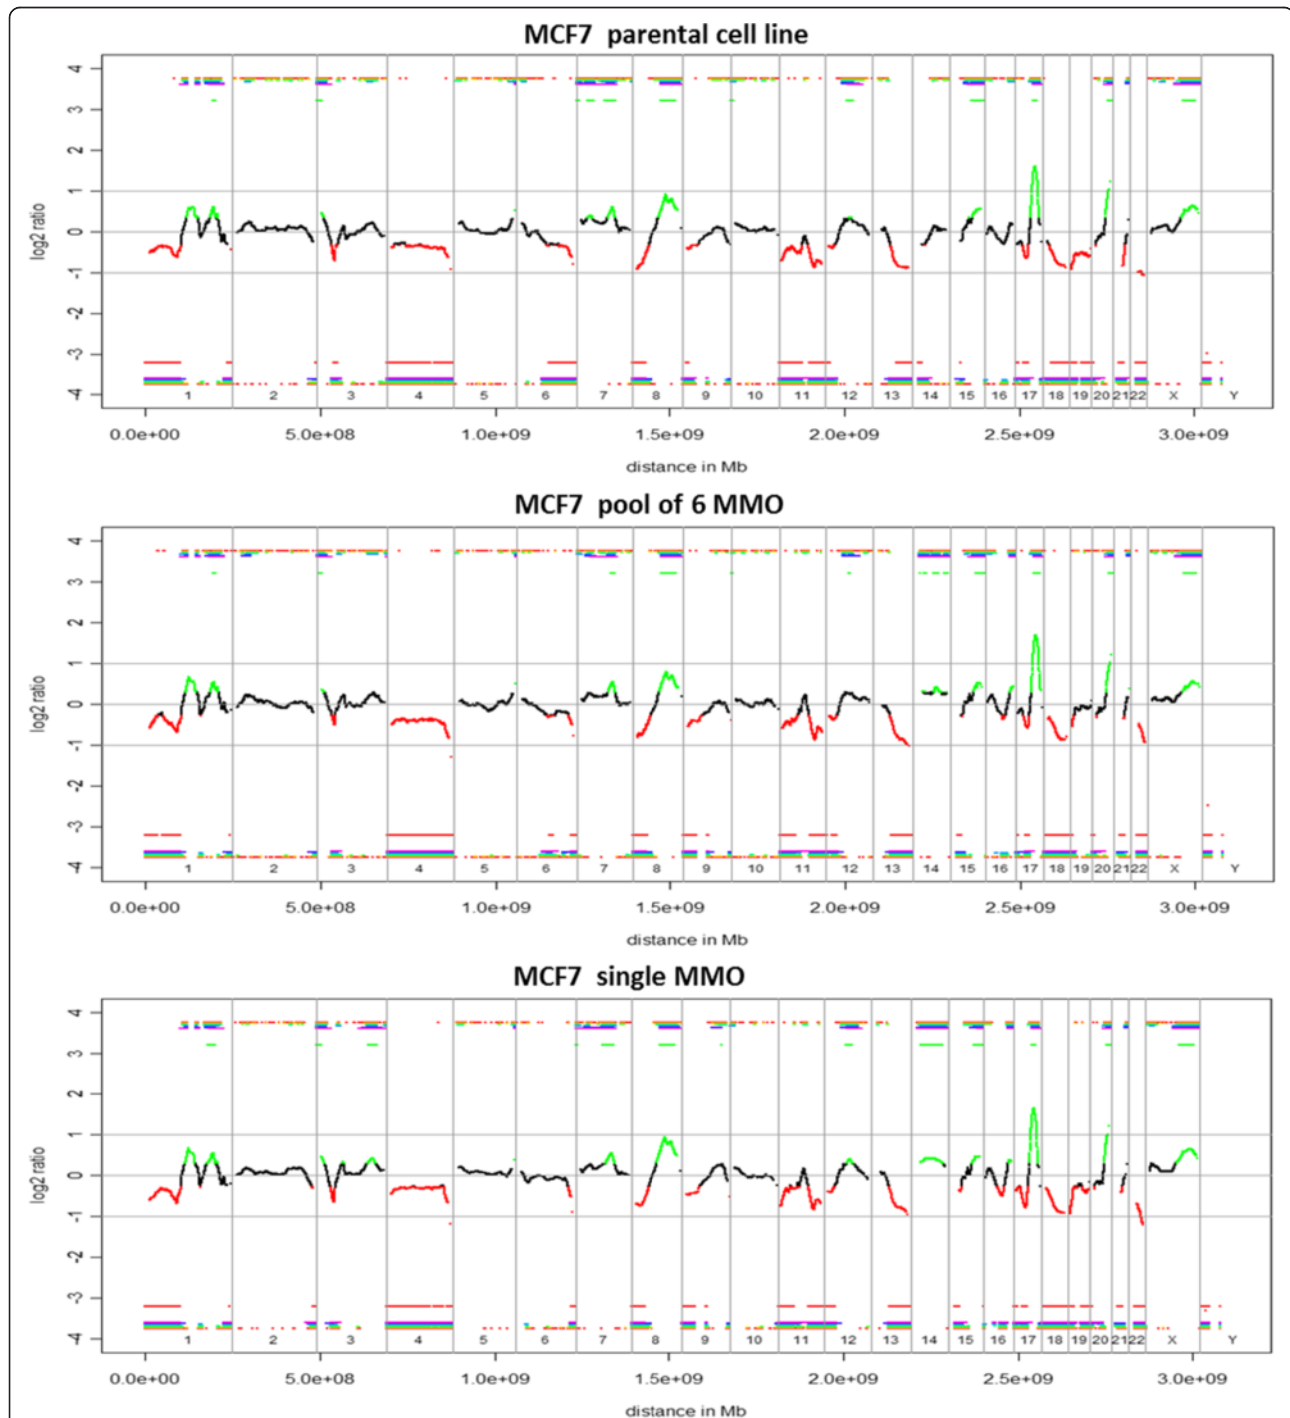 MCF7 parental cell line
4
3
2
1
0
-1
-2
-3
-4
log2 ratio
1 2 3 4 5 6 7 8 9 10 11 12 13 14 15 16 17 18 19 20 21 22 X Y
0.0e+00 5.0e+08 1.0e+09 1.5e+09 2.0e+09 2.5e+09 3.0e+09
distance in Mb
MCF7 pool of 6 MMO
4
3
2
1
0
-1
-2
-3
-4
log2 ratio
1 2 3 4 5 6 7 8 9 10 11 12 13 14 15 16 17 18 19 20 21 22 X Y
0.0e+00 5.0e+08 1.0e+09 1.5e+09 2.0e+09 2.5e+09 3.0e+09
distance in Mb
MCF7 single MMO
4
3
2
1
0
-1
-2
-3
-4
log2 ratio
1 2 3 4 5 6 7 8 9 10 11 12 13 14 15 16 17 18 19 20 21 22 X Y
0.0e+00 5.0e+08 1.0e+09 1.5e+09 2.0e+09 2.5e+09 3.0e+09
distance in Mb